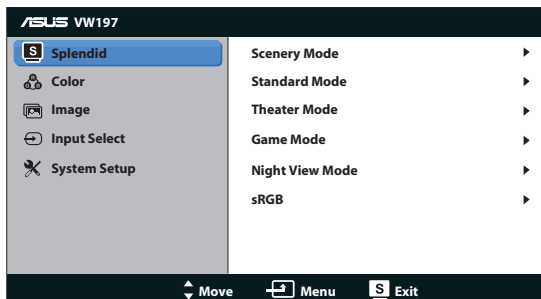 ASUS VW197
S Splendid
Color
Image
Input Select
System Setup
Scenery Mode
Standard Mode
Theater Mode
Game Mode
Night View Mode
sRGB
Move Menu S Exit